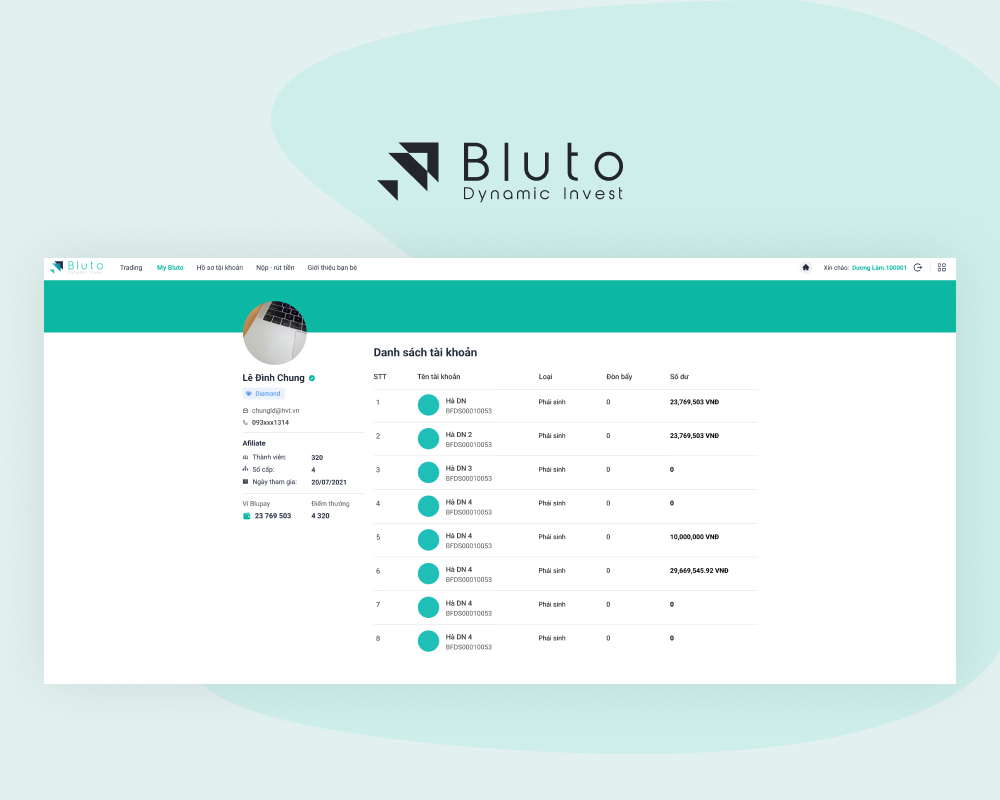 Bluto
Dynamic Invest
Bluto
Trading My Bluto Hồ sơ tài khoản Nộp - rút tiền Giới thiệu bạn bè Xin chào: Dương Lâm.100001
Danh sách tài khoản
Lê Đình Chung
Diamond
chungld@hvt.vn
093xxx1314
Afiliate
Thành viên: 320
Số cấp: 4
Ngày tham gia: 20/07/2021
Ví Blupay Điểm thưởng
23 769 503 4 320
STT Tên tài khoản Loại Đòn bẩy Số dư
1 Hà DN Phái sinh 0 23,769,503 VNĐ
BFDS00010053
2 Hà DN 2 Phái sinh 0 23,769,503 VNĐ
BFDS00010053
3 Hà DN 3 Phái sinh 0 0
BFDS00010053
4 Hà DN 4 Phái sinh 0 0
BFDS00010053
5 Hà DN 4 Phái sinh 0 10,000,000 VNĐ
BFDS00010053
6 Hà DN 4 Phái sinh 0 29,669,545.92 VNĐ
BFDS00010053
7 Hà DN 4 Phái sinh 0 0
BFDS00010053
8 Hà DN 4 Phái sinh 0 0
BFDS00010053